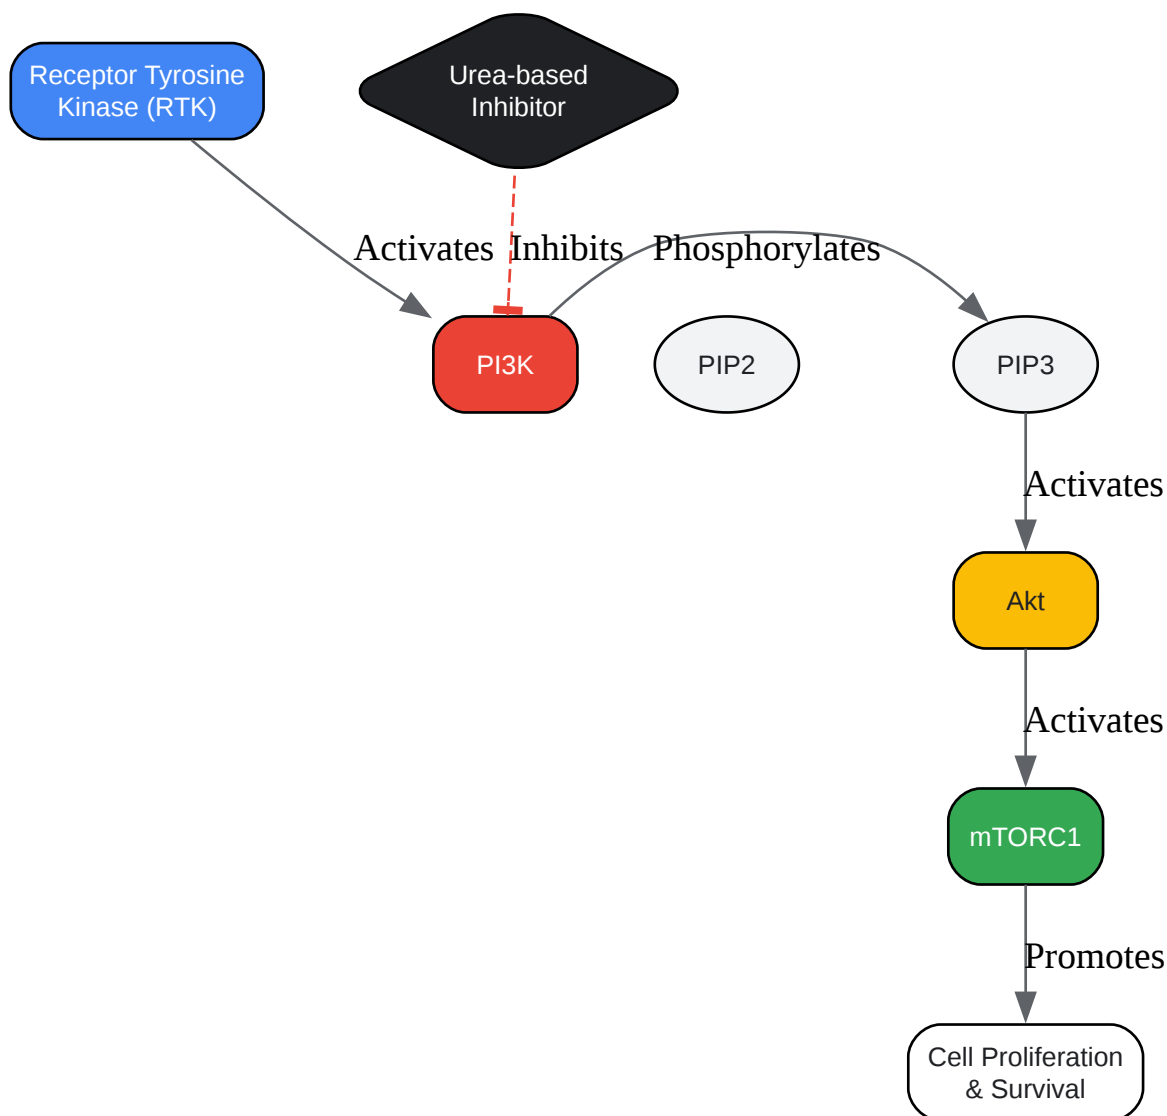 Receptor Tyrosine
Kinase (RTK)
Urea-based
Inhibitor
Activates
Inhibits
Phosphorylates
PI3K
PIP2
PIP3
Activates
Akt
Activates
mTORC1
Promotes
Cell Proliferation
& Survival